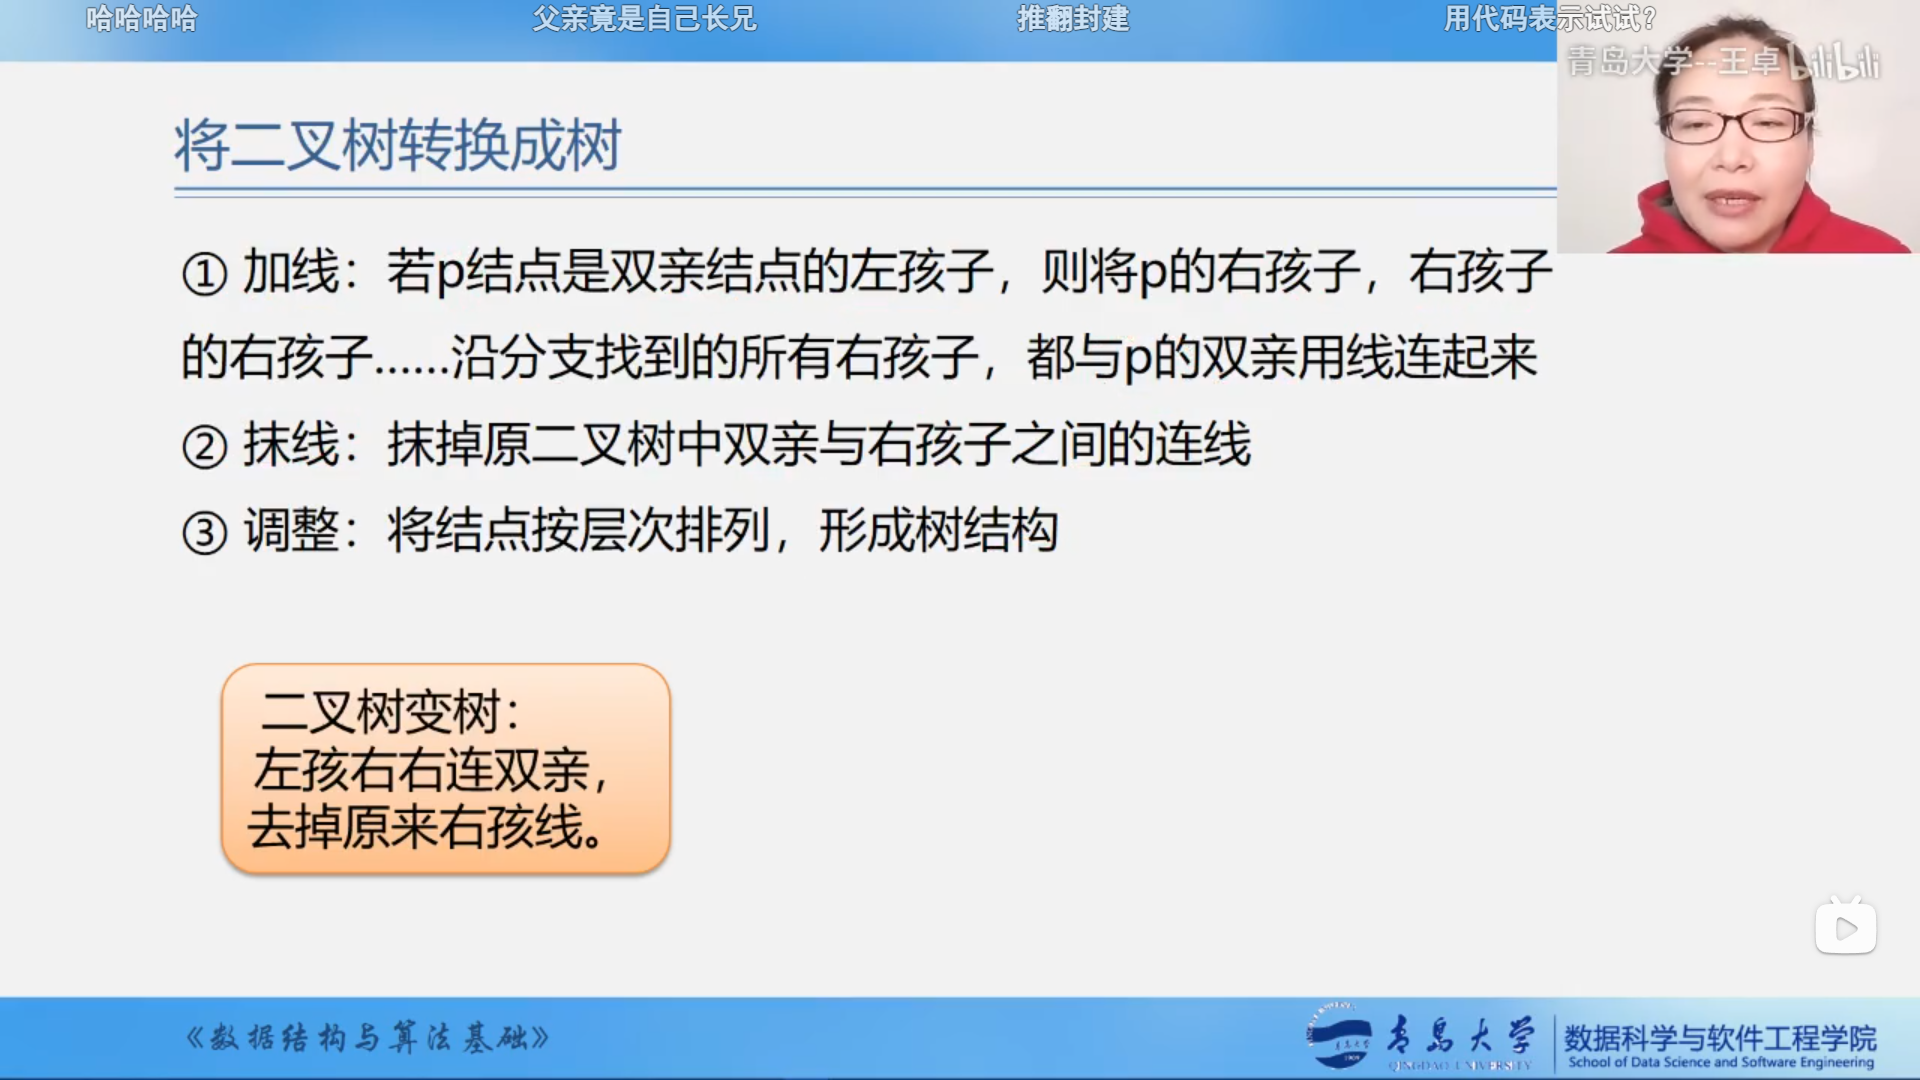 哈哈哈哈
父亲竟是自己长兄
推翻封建
用代码表示试试?
青岛大学--王卓
bilibili
将二叉树转换成树
① 加线：若p结点是双亲结点的左孩子，则将p的右孩子，右孩子
的右孩子……沿分支找到的所有右孩子，都与p的双亲用线连起来
② 抹线：抹掉原二叉树中双亲与右孩子之间的连线
③ 调整：将结点按层次排列，形成树结构
二叉树变树：
左孩右右连双亲，
去掉原来右孩线。
《数据结构与算法基础》
青岛大学
QINGDAO UNIVERSITY
数据科学与软件工程学院
School of Data Science and Software Engineering